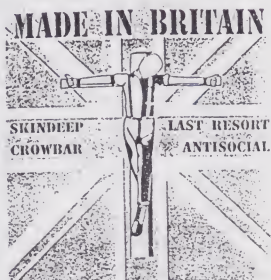 MADE IN BRITAIN
SKINDEEP
CROWBAR
LAST RESORT
ANTISOCIAL